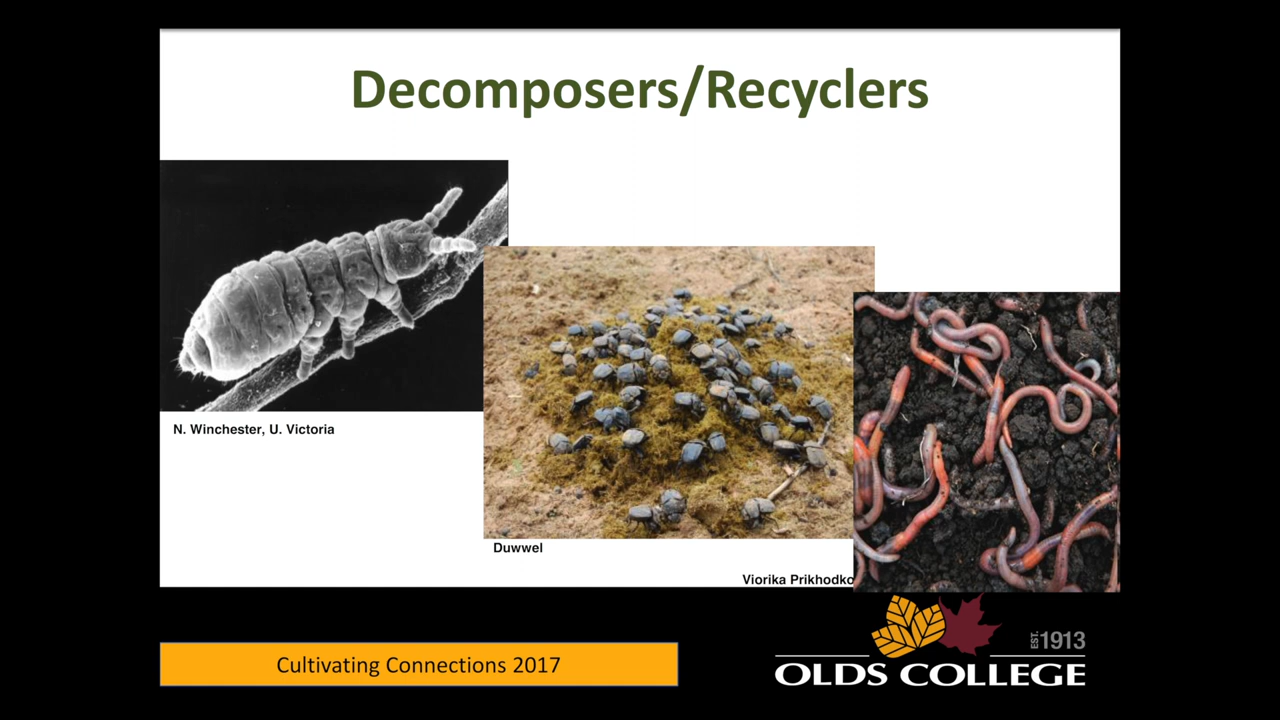 Decomposers/Recyclers
N. Winchester, U. Victoria
Duwwel
Viorika Prikhodko
Cultivating Connections 2017
EST. 1913
OLDS COLLEGE